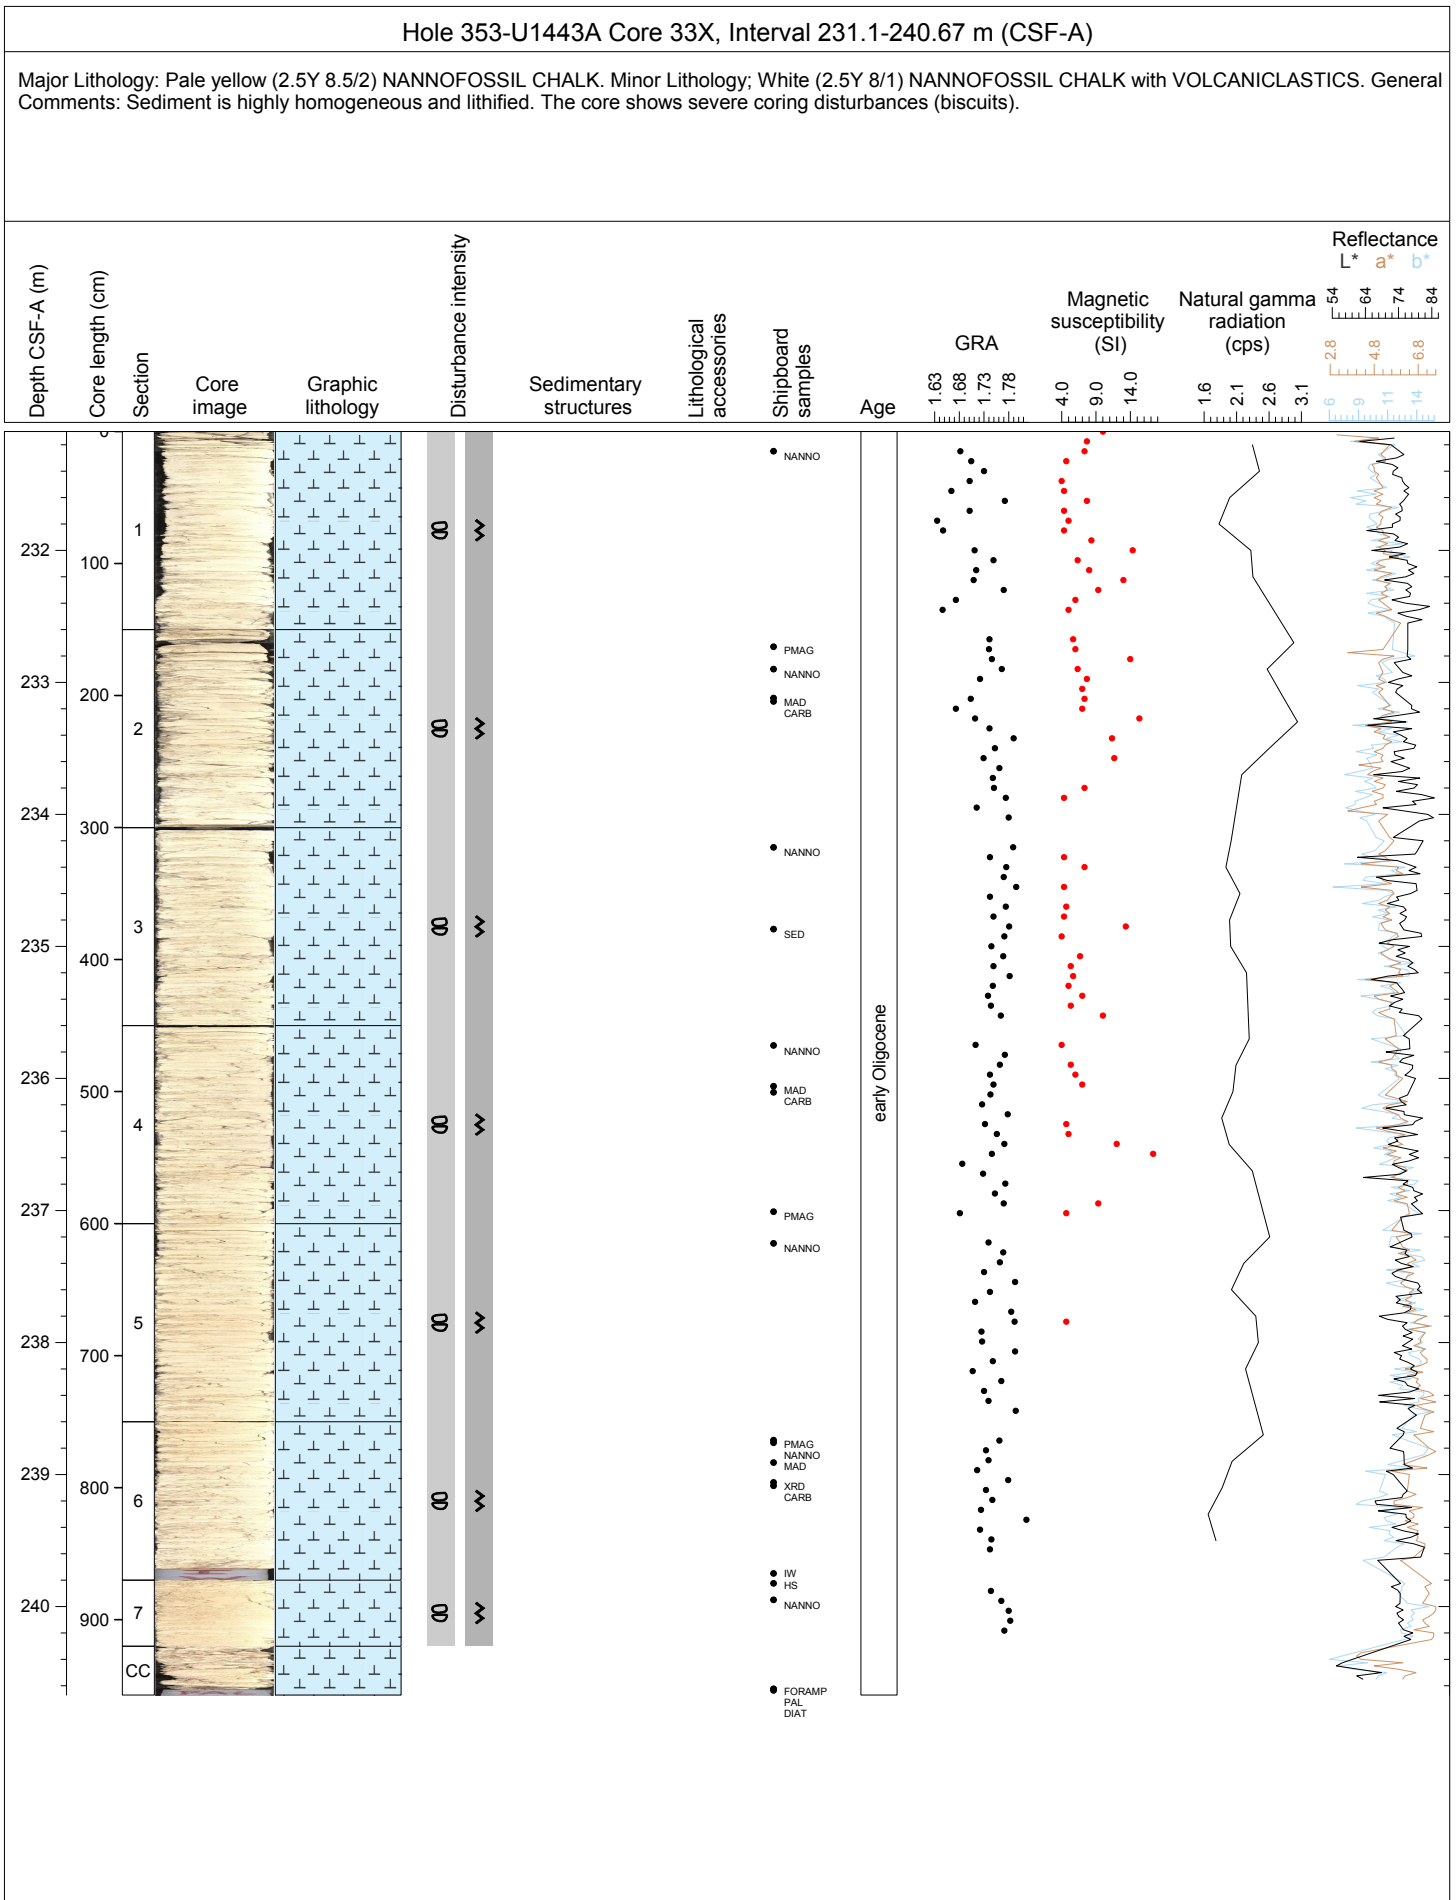 Hole 353-U1443A Core 33X, Interval 231.1-240.67 m (CSF-A)
Major Lithology: Pale yellow (2.5Y 8.5/2) NANNOFOSSIL CHALK. Minor Lithology; White (2.5Y 8/1) NANNOFOSSIL CHALK with VOLCANICLASTICS. General
Comments: Sediment is highly homogeneous and lithified. The core shows severe coring disturbances (biscuits).
Depth CSF-A (m)
Core length (cm)
Section
Core
image
Graphic
lithology
Disturbance intensity
Sedimentary
structures
Lithological
accessories
Shipboard
samples
Age
GRA
1.63 1.68 1.73 1.78
Magnetic
susceptibility
(SI)
4.0 9.0 14.0
Natural gamma
radiation
(cps)
1.6 2.1 2.6 3.1
Reflectance
L* a* b*
54 64 74 84
2.8 4.8 6.8
6 9 11 14
0
NANNO
1
232
100
PMAG
NANNO
233
200
MAD
CARB
2
234
300
NANNO
3
SED
235
400
NANNO
236
500
MAD
CARB
early Oligocene
4
237
PMAG
600
NANNO
5
238
700
PMAG
NANNO
MAD
239
800
XRD
CARB
6
IW
HS
240
900
7
NANNO
CC
FORAMP
PAL
DIAT